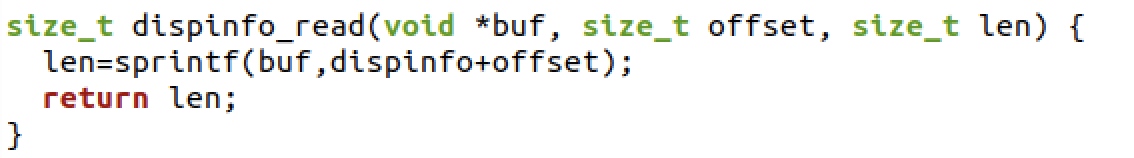 size_t dispinfo_read(void *buf, size_t offset, size_t len) {
  len=sprintf(buf,dispinfo+offset);
  return len;
}